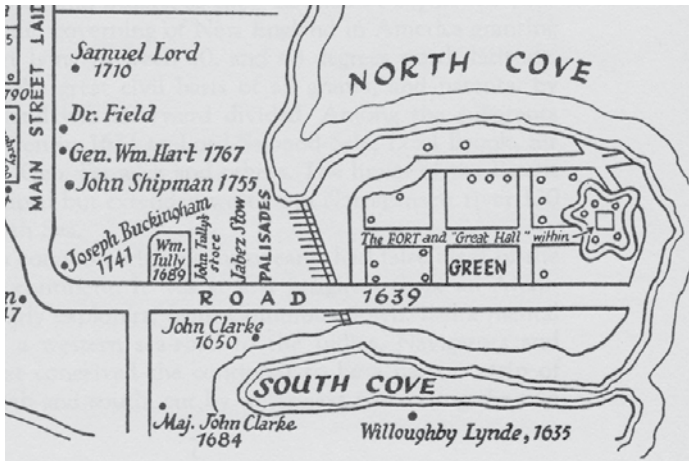 MAIN STREET LAID
790
Samuel Lord
1710
Dr. Field
Gen. Wm. Hart 1767
John Shipman 1755
Joseph Buckingham
1741
Wm.
Tully
1689
John Tully's
store
Jabez Stow
PALISADES
NORTH COVE
The FORT and "Great Hall" within
GREEN
ROAD 1639
John Clarke
1650
SOUTH COVE
Maj. John Clarke
1684
Willoughby Lynde, 1635